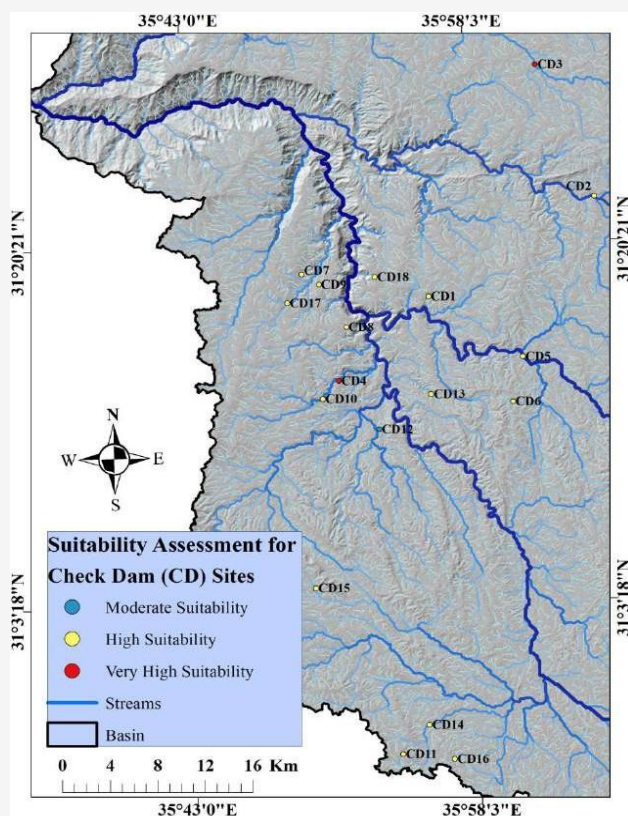 35°43'0"E
35°58'3"E
CD3
CD2
31°20'21"N
31°20'21"N
CD7
CD9
CD18
CD17
CD1
CD8
CD5
CD4
CD10
CD13
CD6
N
W
E
S
CD12
Suitability Assessment for
Check Dam (CD) Sites
Moderate Suitability
High Suitability
Very High Suitability
Streams
Basin
0 4 8 12 16 Km
CD15
31°3'18"N
31°3'18"N
CD14
CD11
CD16
35°43'0"E
35°58'3"E